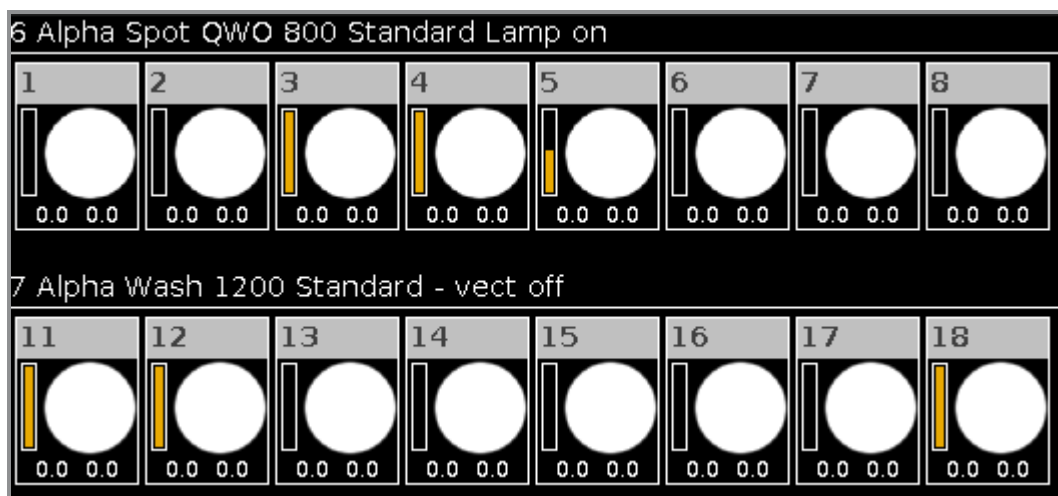 6 Alpha Spot QWO 800 Standard Lamp on
1 2 3 4 5 6 7 8
0.0 0.0 0.0 0.0 0.0 0.0 0.0 0.0 0.0 0.0 0.0 0.0 0.0 0.0 0.0 0.0
7 Alpha Wash 1200 Standard - vect off
11 12 13 14 15 16 17 18
0.0 0.0 0.0 0.0 0.0 0.0 0.0 0.0 0.0 0.0 0.0 0.0 0.0 0.0 0.0 0.0